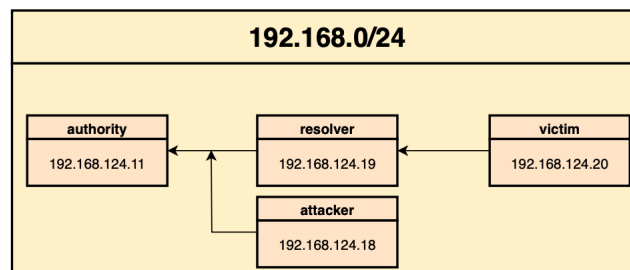 192.168.0/24
authority
192.168.124.11
resolver
192.168.124.19
victim
192.168.124.20
attacker
192.168.124.18